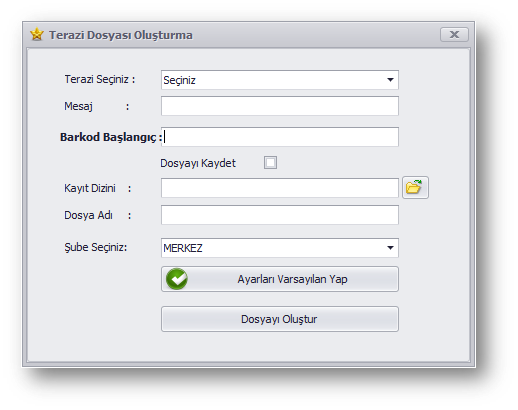 Terazi Dosyası Oluşturma
Terazi Seçiniz : Seçiniz
Mesaj :
Barkod Başlangıç :
Dosyayı Kaydet
Kayıt Dizini :
Dosya Adı :
Şube Seçiniz: MERKEZ
Ayarları Varsayılan Yap
Dosyayı Oluştur